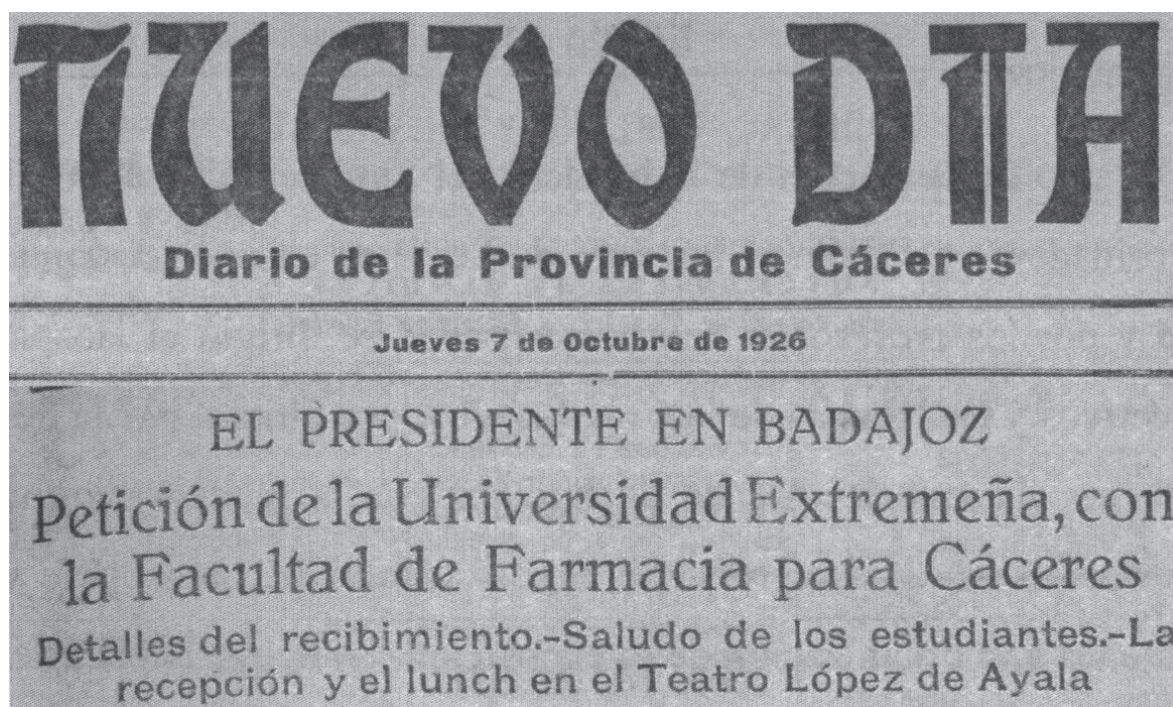 NUEVO DIA
Diario de la Provincia de Cáceres
Jueves 7 de Octubre de 1926
EL PRESIDENTE EN BADAJOZ
Petición de la Universidad Extremeña, con
la Facultad de Farmacia para Cáceres
Detalles del recibimiento.-Saludo de los estudiantes.-La
recepción y el lunch en el Teatro López de Ayala